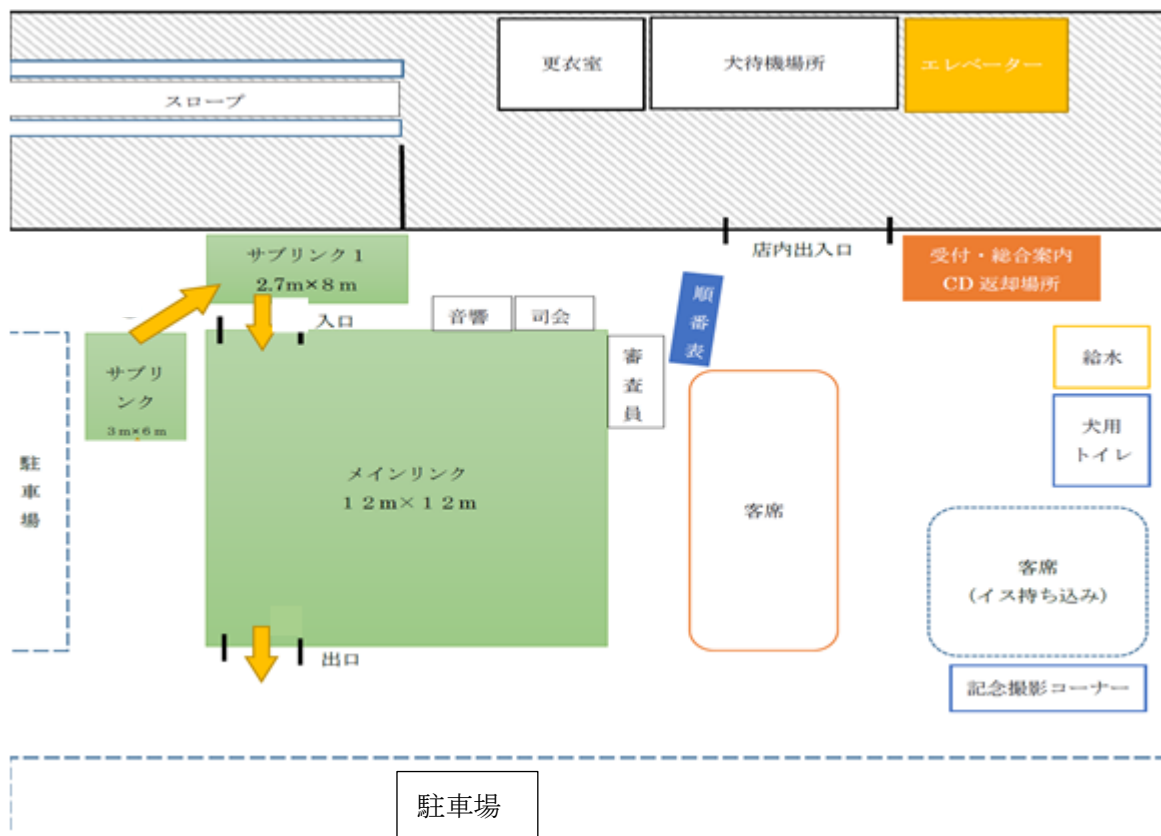 更衣室
犬待機場所
エレベーター
スロープ
店内出入口
受付・総合案内
CD 返却場所
サブリンク1
2.7m×8m
入口
音響
司会
順番表
審査員
給水
犬用
トイレ
サブリ
ンク
3m×6m
駐車場
メインリンク
12m×12m
客席
客席
(イス持ち込み)
出口
記念撮影コーナー
駐車場